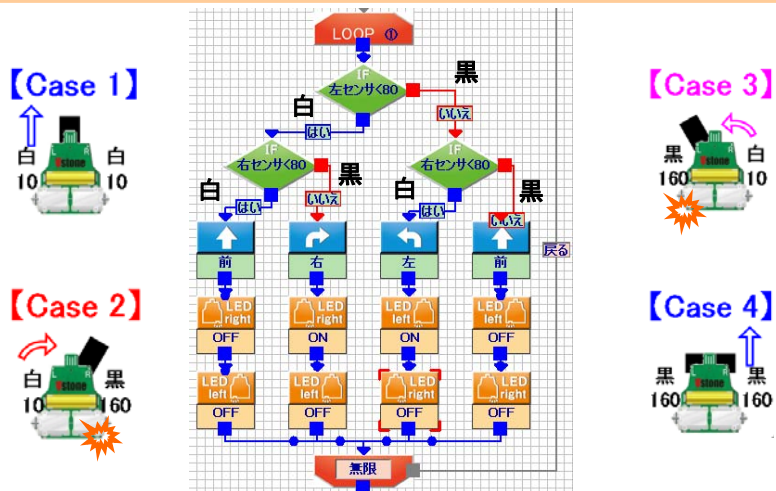 LOOP ①
IF
左センサ<80
黒
白
はい
いいえ
IF
右センサ<80
IF
右センサ<80
白
黒
白
黒
はい
いいえ
はい
いいえ
前
右
左
前
戻る
LED right
OFF
LED right
ON
LED left
ON
LED left
OFF
LED left
OFF
LED left
OFF
LED right
OFF
LED right
OFF
無限
【Case 1】
白
10
白
10
L
R
Vstone
【Case 2】
白
10
黒
160
Vstone
【Case 3】
黒
160
白
10
Vstone
【Case 4】
黒
160
黒
160
Vstone